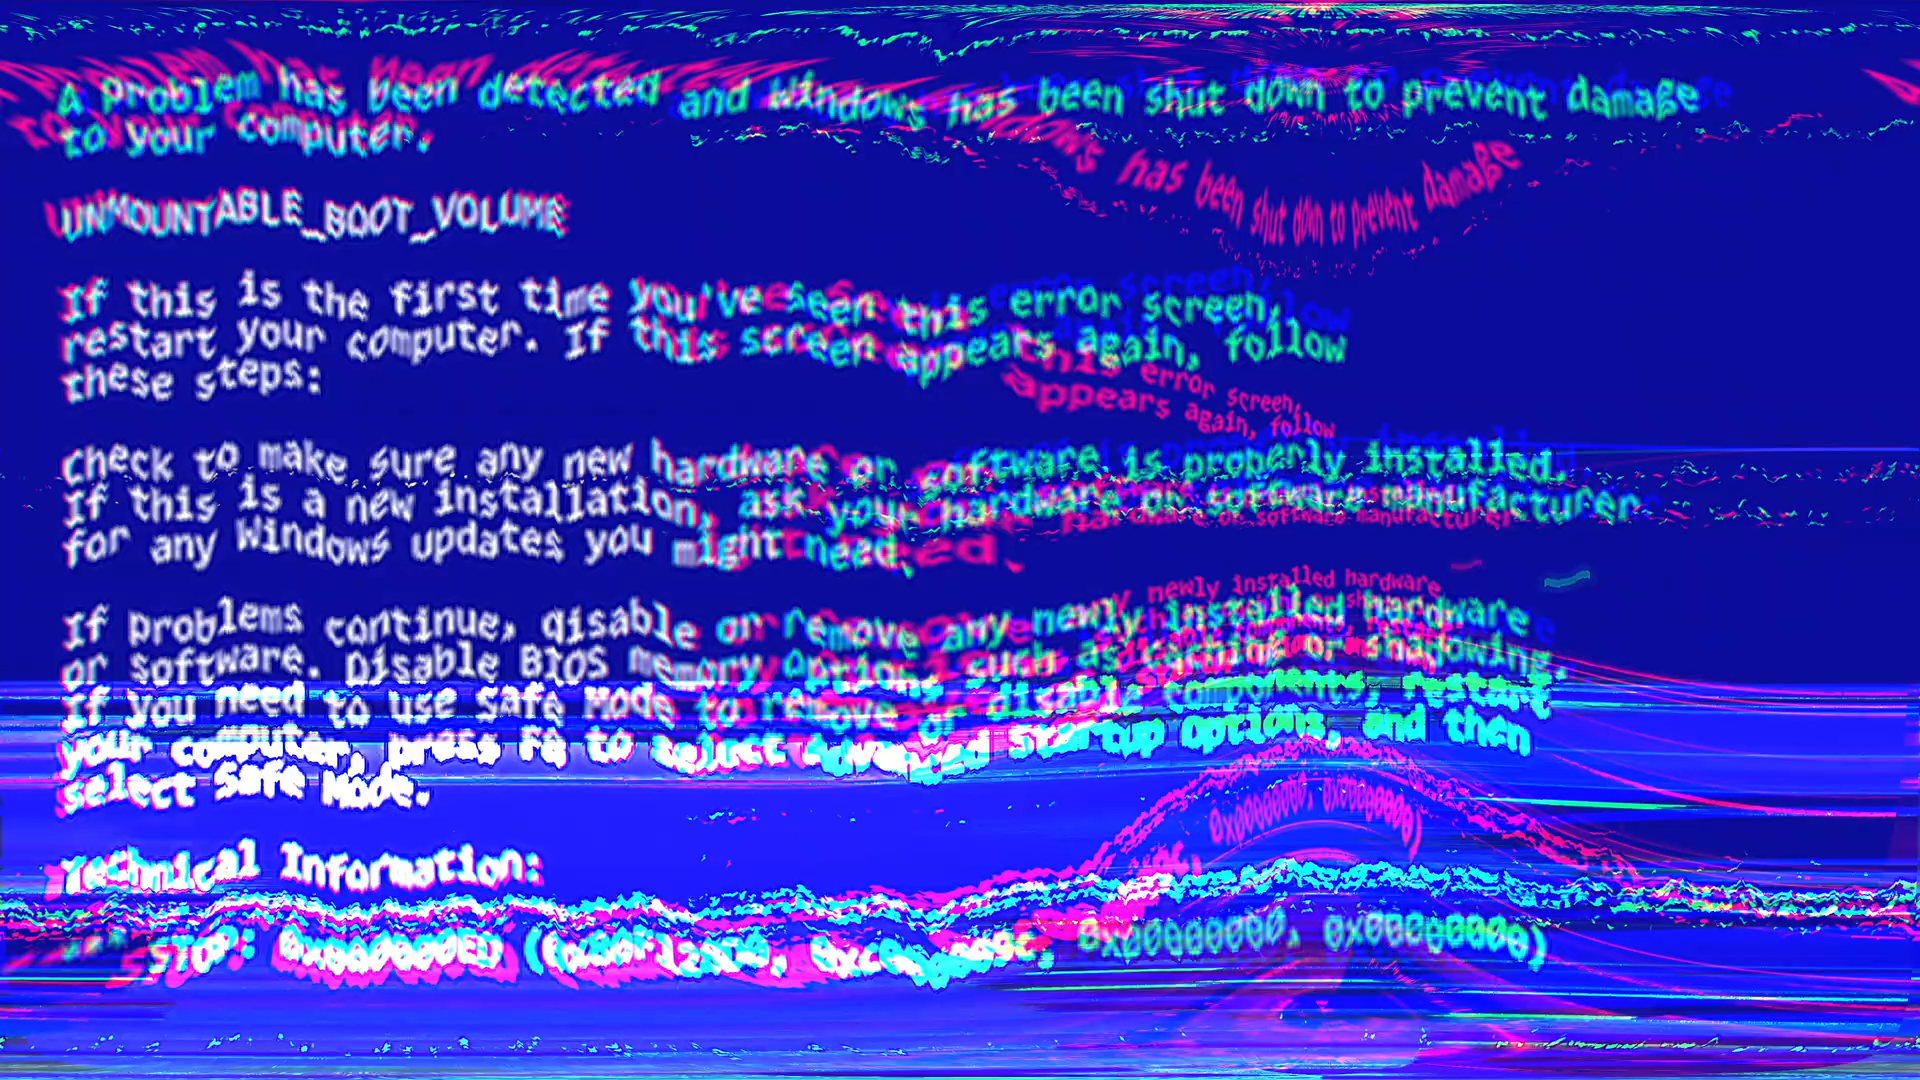 A problem has been detected and Windows has been shut down to prevent damage
to your computer.
UNMOUNTABLE_BOOT_VOLUME
If this is the first time you've seen this error screen,
restart your computer. If this screen appears again, follow
these steps:
Check to make sure any new hardware or software is properly installed.
If this is a new installation, ask your hardware or software manufacturer
for any Windows updates you might need.
If problems continue, disable or remove any newly installed hardware
or software. Disable BIOS memory options such as caching or shadowing.
If you need to use Safe Mode to remove or disable components, restart
your computer, press F8 to select Advanced Startup Options, and then
select Safe Mode.
Technical Information:
STOP: 0x000000ED ( 0x00000000, 0x00000000)